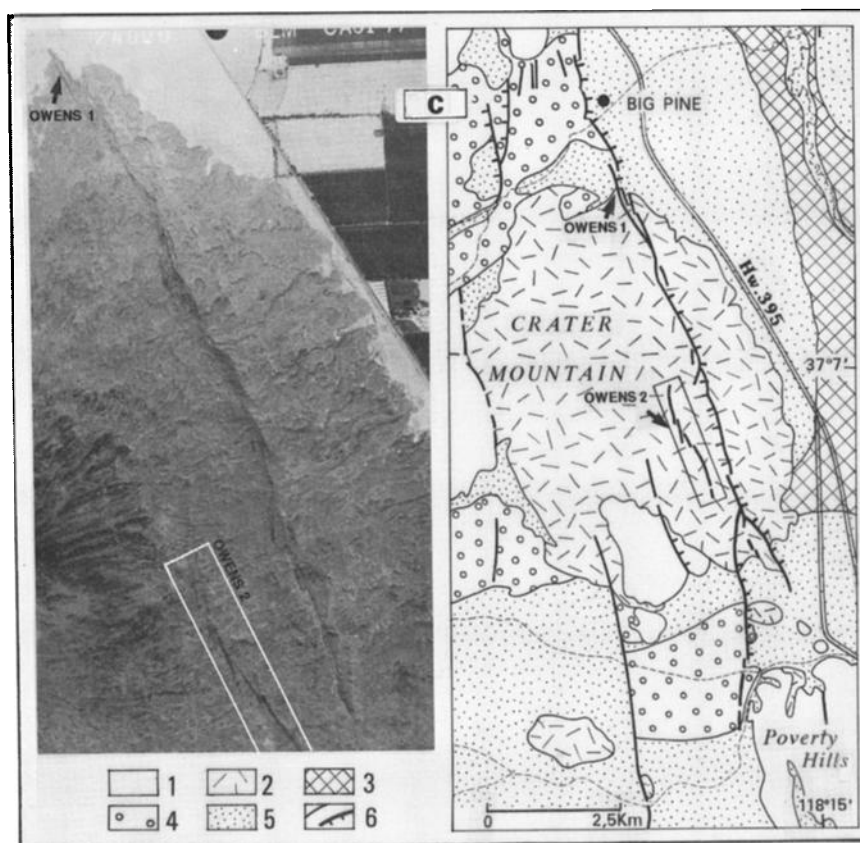 OWENS 1
OWENS 2
C
BIG PINE
OWENS 1
Hw. 395
CRATER
MOUNTAIN
37°7'
OWENS 2
Poverty
Hills
118°15'
0 2,5Km
1 2 3
4 5 6